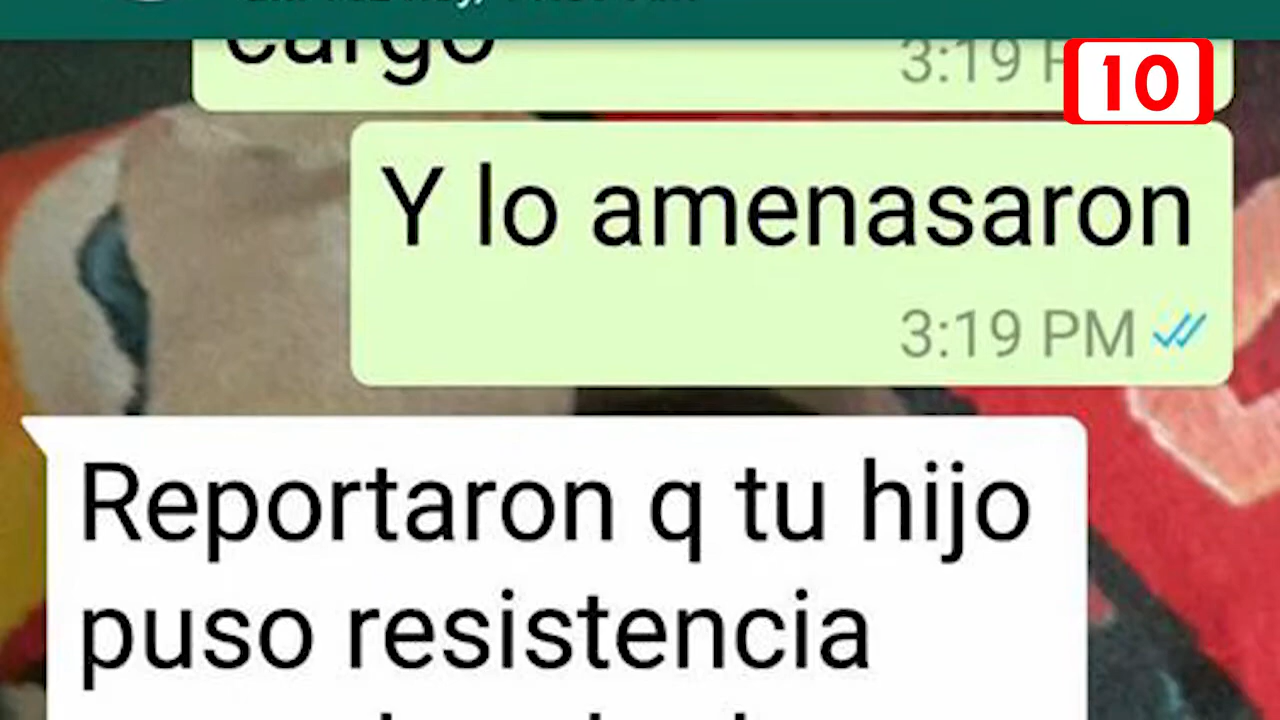 cargo
3:19
10
Y lo amenasaron
3:19 PM
Reportaron q tu hijo
puso resistencia